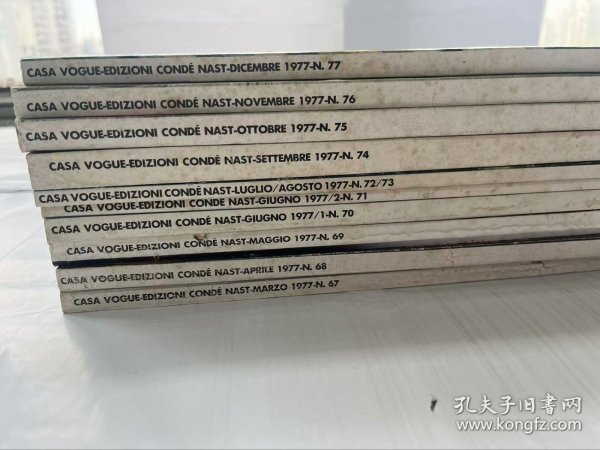 CASA VOGUE-EDIZIONI CONDÉ NAST-DICEMBRE 1977-N. 77
CASA VOGUE-EDIZIONI CONDÉ NAST-NOVEMBRE 1977-N. 76
CASA VOGUE-EDIZIONI CONDÉ NAST-OTTOBRE 1977-N. 75
CASA VOGUE-EDIZIONI CONDÉ NAST-SETTEMBRE 1977-N. 74
CASA VOGUE-EDIZIONI CONDÉ NAST-LUGLIO/AGOSTO 1977-N. 72/73
CASA VOGUE-EDIZIONI CONDÉ NAST-GIUGNO 1977/2-N. 71
CASA VOGUE-EDIZIONI CONDÉ NAST-GIUGNO 1977/1-N. 70
CASA VOGUE-EDIZIONI CONDÉ NAST-MAGGIO 1977-N. 69
CASA VOGUE-EDIZIONI CONDÉ NAST-APRILE 1977-N. 68
CASA VOGUE-EDIZIONI CONDÉ NAST-MARZO 1977-N. 67
孔夫子旧书网
www.kongfz.com